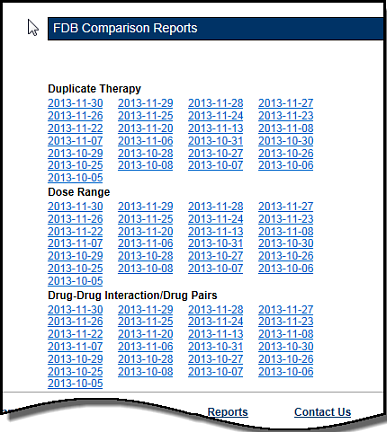 FDB Comparison Reports
Duplicate Therapy
2013-11-30 2013-11-29 2013-11-28 2013-11-27
2013-11-26 2013-11-25 2013-11-24 2013-11-23
2013-11-22 2013-11-20 2013-11-13 2013-11-08
2013-11-07 2013-11-06 2013-10-31 2013-10-30
2013-10-29 2013-10-28 2013-10-27 2013-10-26
2013-10-25 2013-10-08 2013-10-07 2013-10-06
2013-10-05
Dose Range
2013-11-30 2013-11-29 2013-11-28 2013-11-27
2013-11-26 2013-11-25 2013-11-24 2013-11-23
2013-11-22 2013-11-20 2013-11-13 2013-11-08
2013-11-07 2013-11-06 2013-10-31 2013-10-30
2013-10-29 2013-10-28 2013-10-27 2013-10-26
2013-10-25 2013-10-08 2013-10-07 2013-10-06
2013-10-05
Drug-Drug Interaction/Drug Pairs
2013-11-30 2013-11-29 2013-11-28 2013-11-27
2013-11-26 2013-11-25 2013-11-24 2013-11-23
2013-11-22 2013-11-20 2013-11-13 2013-11-08
2013-11-07 2013-11-06 2013-10-31 2013-10-30
2013-10-29 2013-10-28 2013-10-27 2013-10-26
2013-10-25 2013-10-08 2013-10-07 2013-10-06
2013-10-05
Reports Contact Us